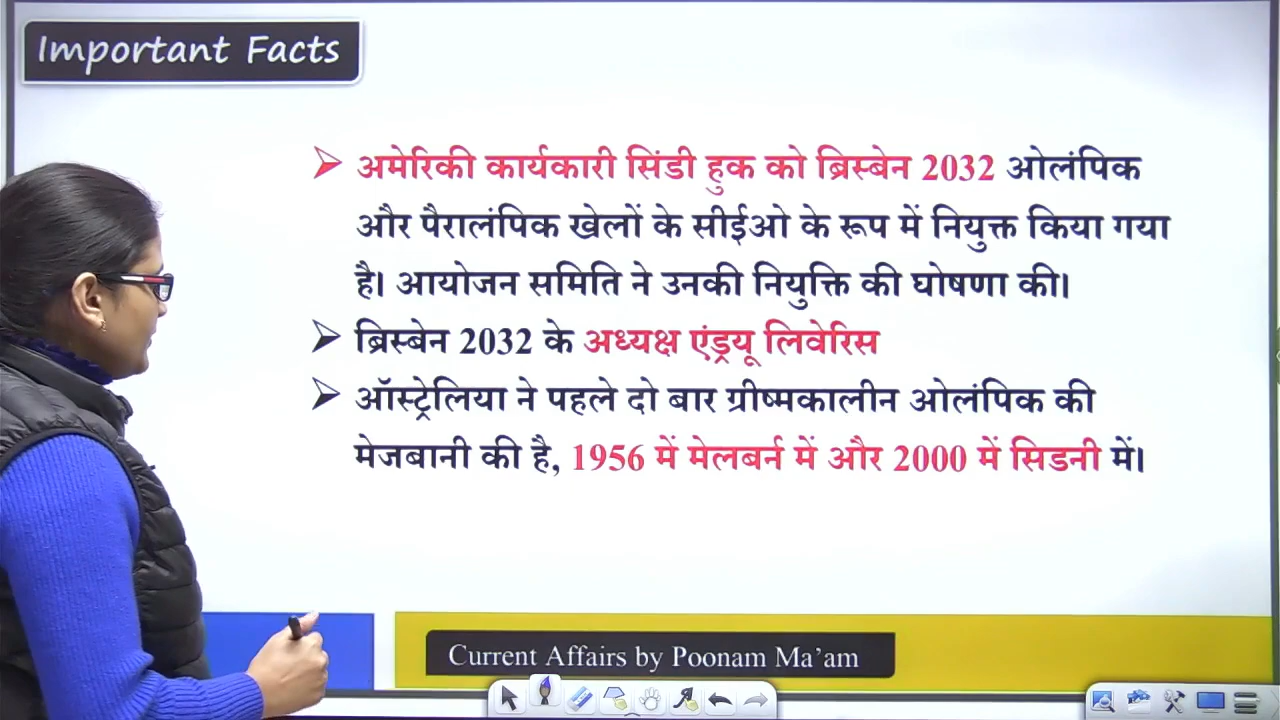 Important Facts
अमेरिकी कार्यकारी सिंडी हुक को ब्रिस्बेन 2032 ओलंपिक
और पैरालंपिक खेलों के सीईओ के रूप में नियुक्त किया गया
है। आयोजन समिति ने उनकी नियुक्ति की घोषणा की।
ब्रिस्बेन 2032 के अध्यक्ष एंड्रयू लिवेरिस
ऑस्ट्रेलिया ने पहले दो बार ग्रीष्मकालीन ओलंपिक की
मेजबानी की है, 1956 में मेलबर्न में और 2000 में सिडनी में।
Current Affairs by Poonam Ma'am